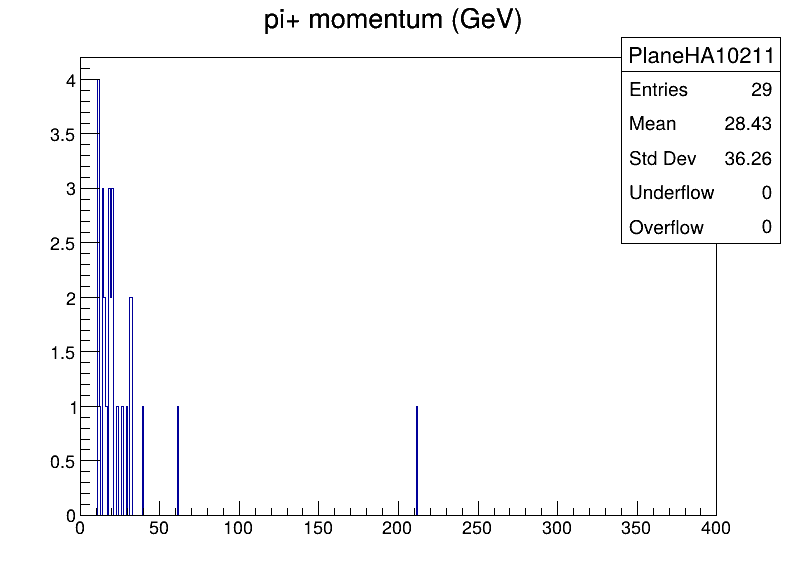 pi+ momentum (GeV)
PlaneHA10211
Entries 29
Mean 28.43
Std Dev 36.26
Underflow 0
Overflow 0
4
3.5
3
2.5
2
1.5
1
0.5
0
0 50 100 150 200 250 300 350 400